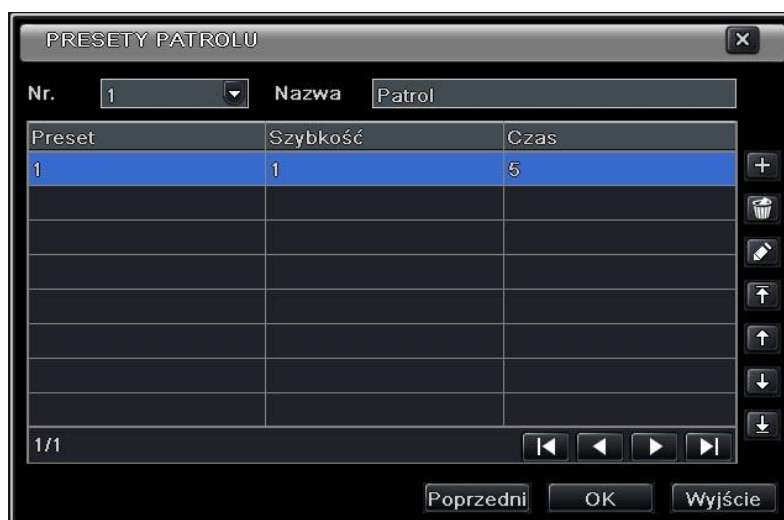 PRESETY PATROLU
Nr. 1 Nazwa Patrol
Preset Szybkość Czas
1 1 5
1/1
Poprzedni OK Wyjście